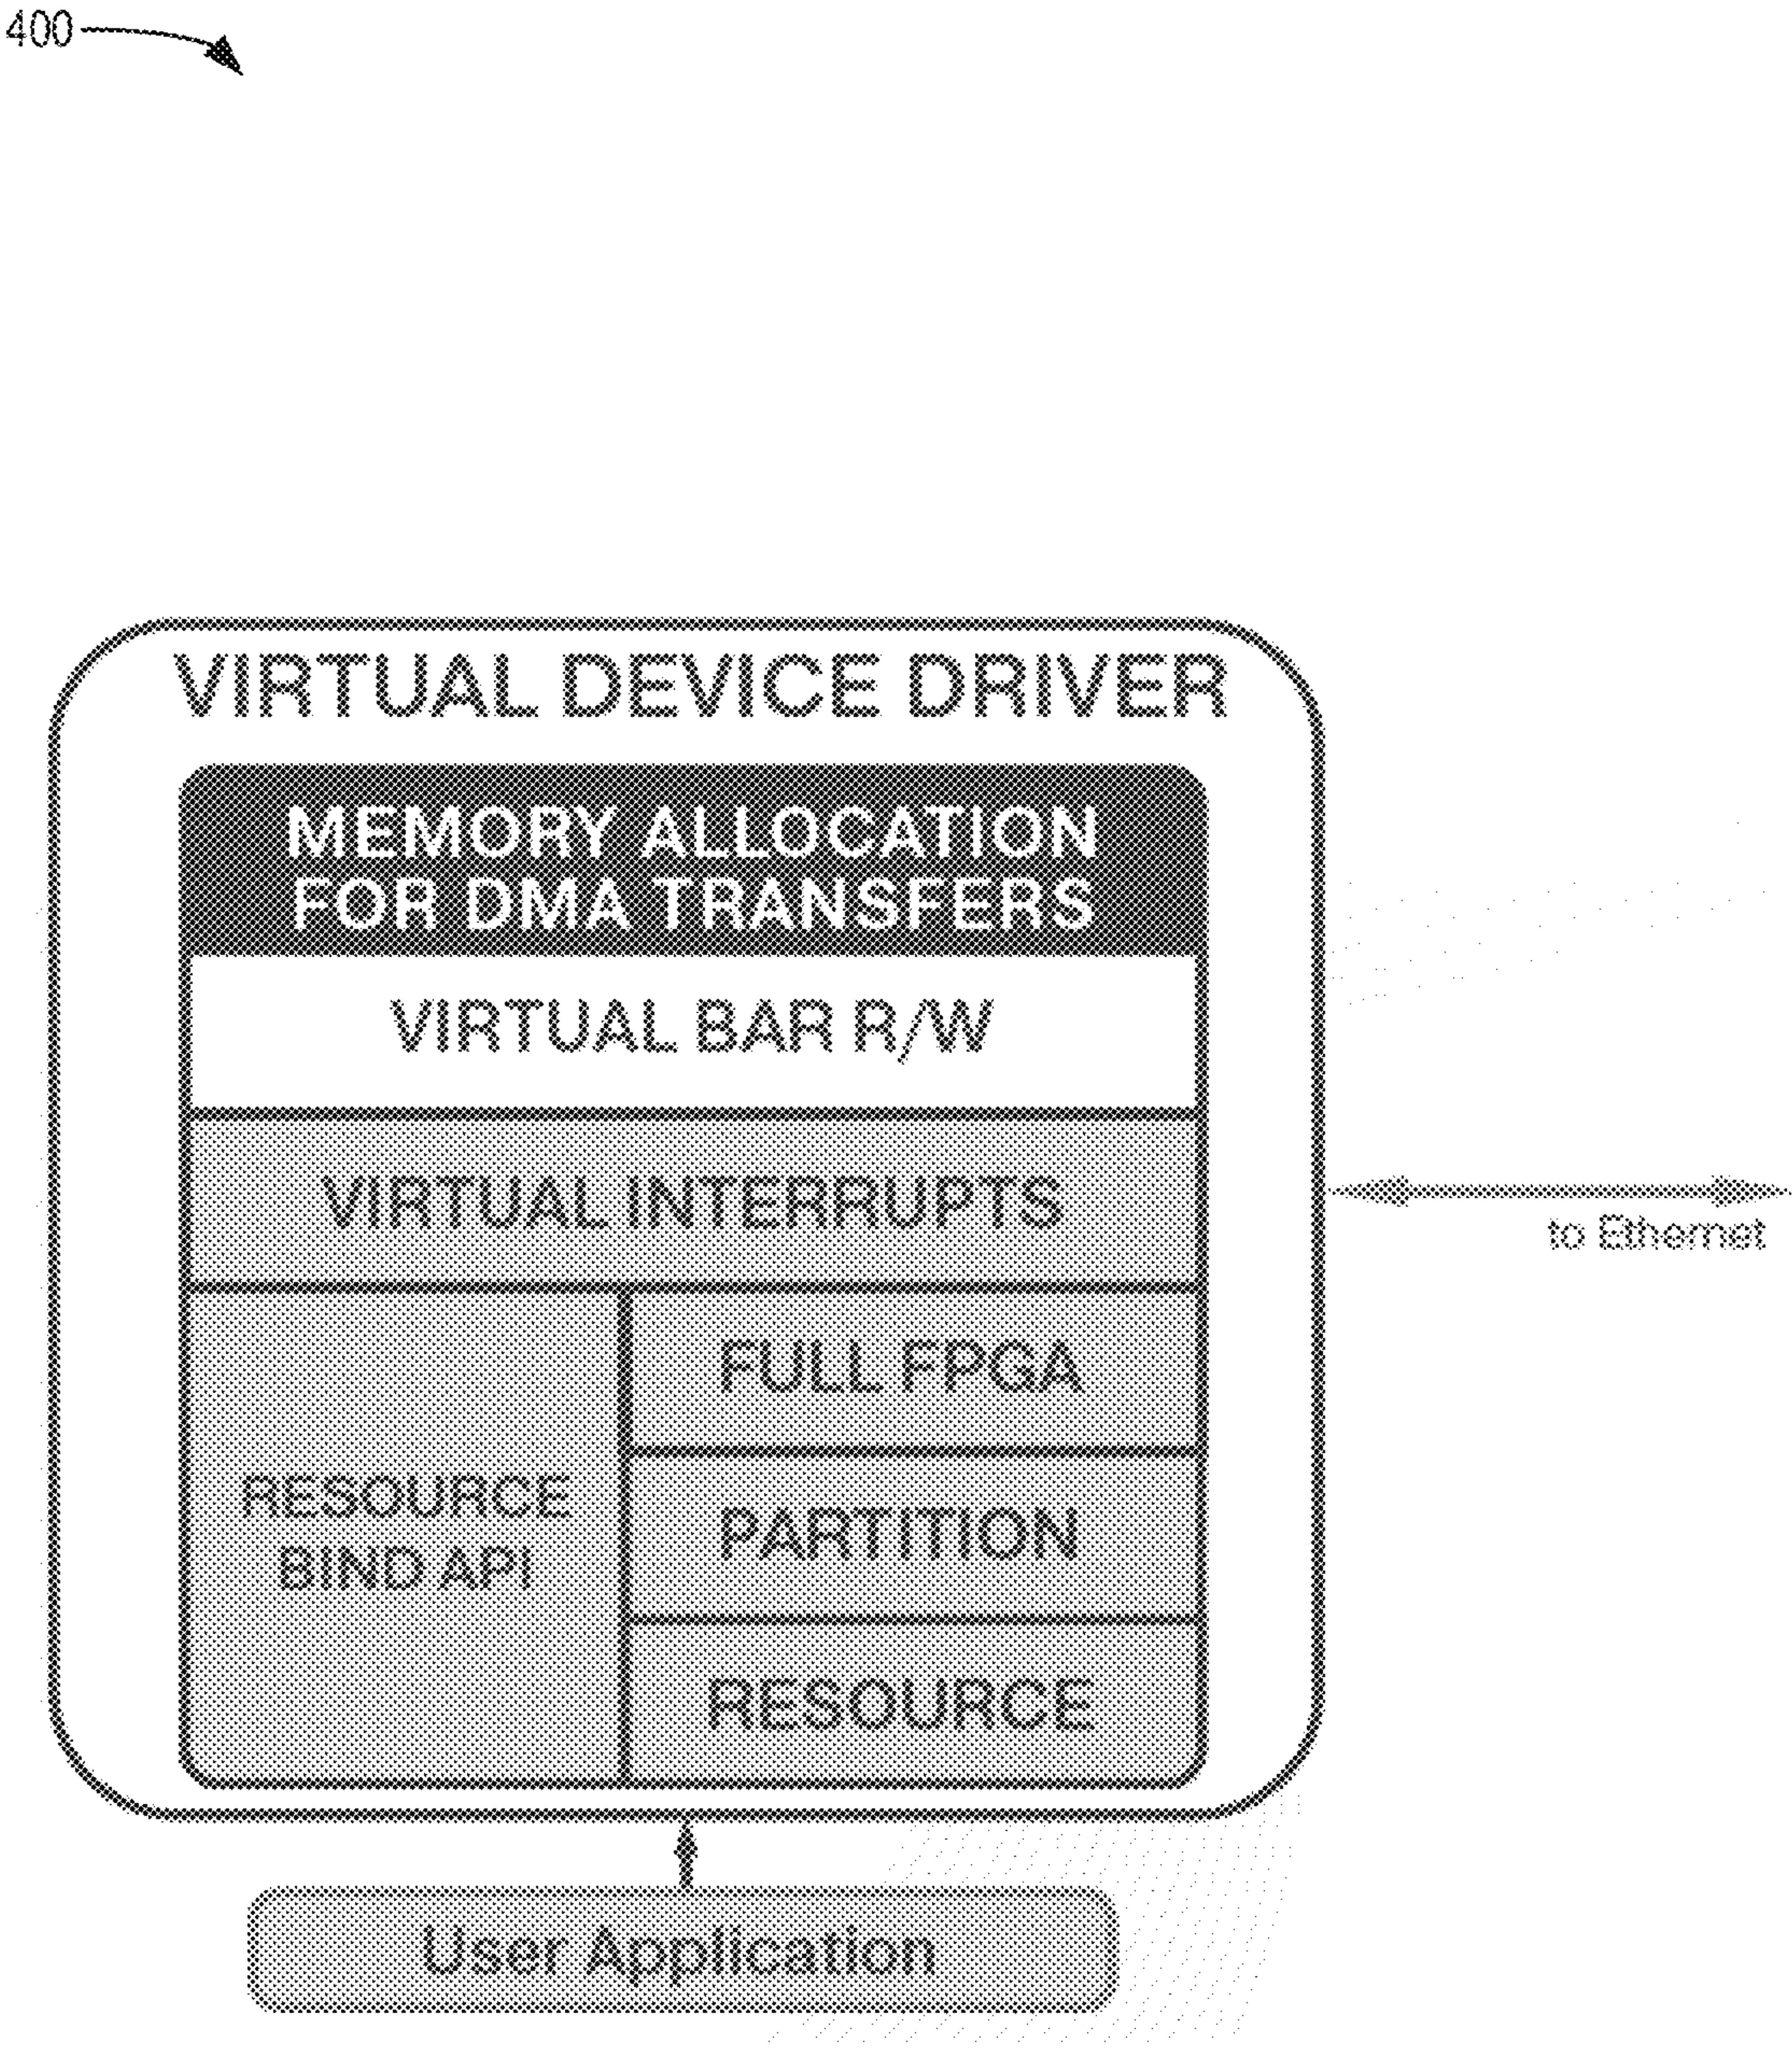 400
VIRTUAL DEVICE DRIVER
MEMORY ALLOCATION
FOR DMA TRANSFERS
VIRTUAL BAR R/W
VIRTUAL INTERRUPTS
RESOURCE
BIND API
FULL FPGA
PARTITION
RESOURCE
to Ethernet
User Application